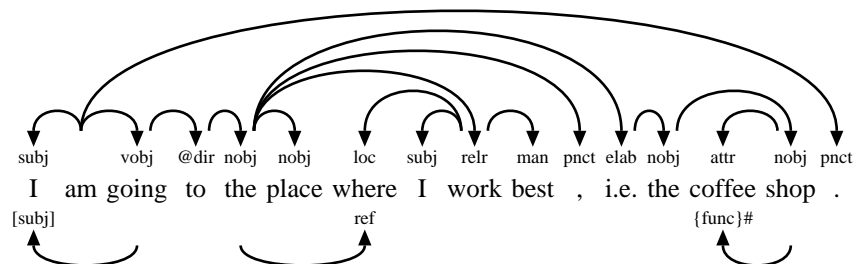 subj vobj @dir nobj nobj loc subj relr man pnct elab nobj attr nobj pnct
I am going to the place where I work best , i.e. the coffee shop .
[subj] ref {func}#